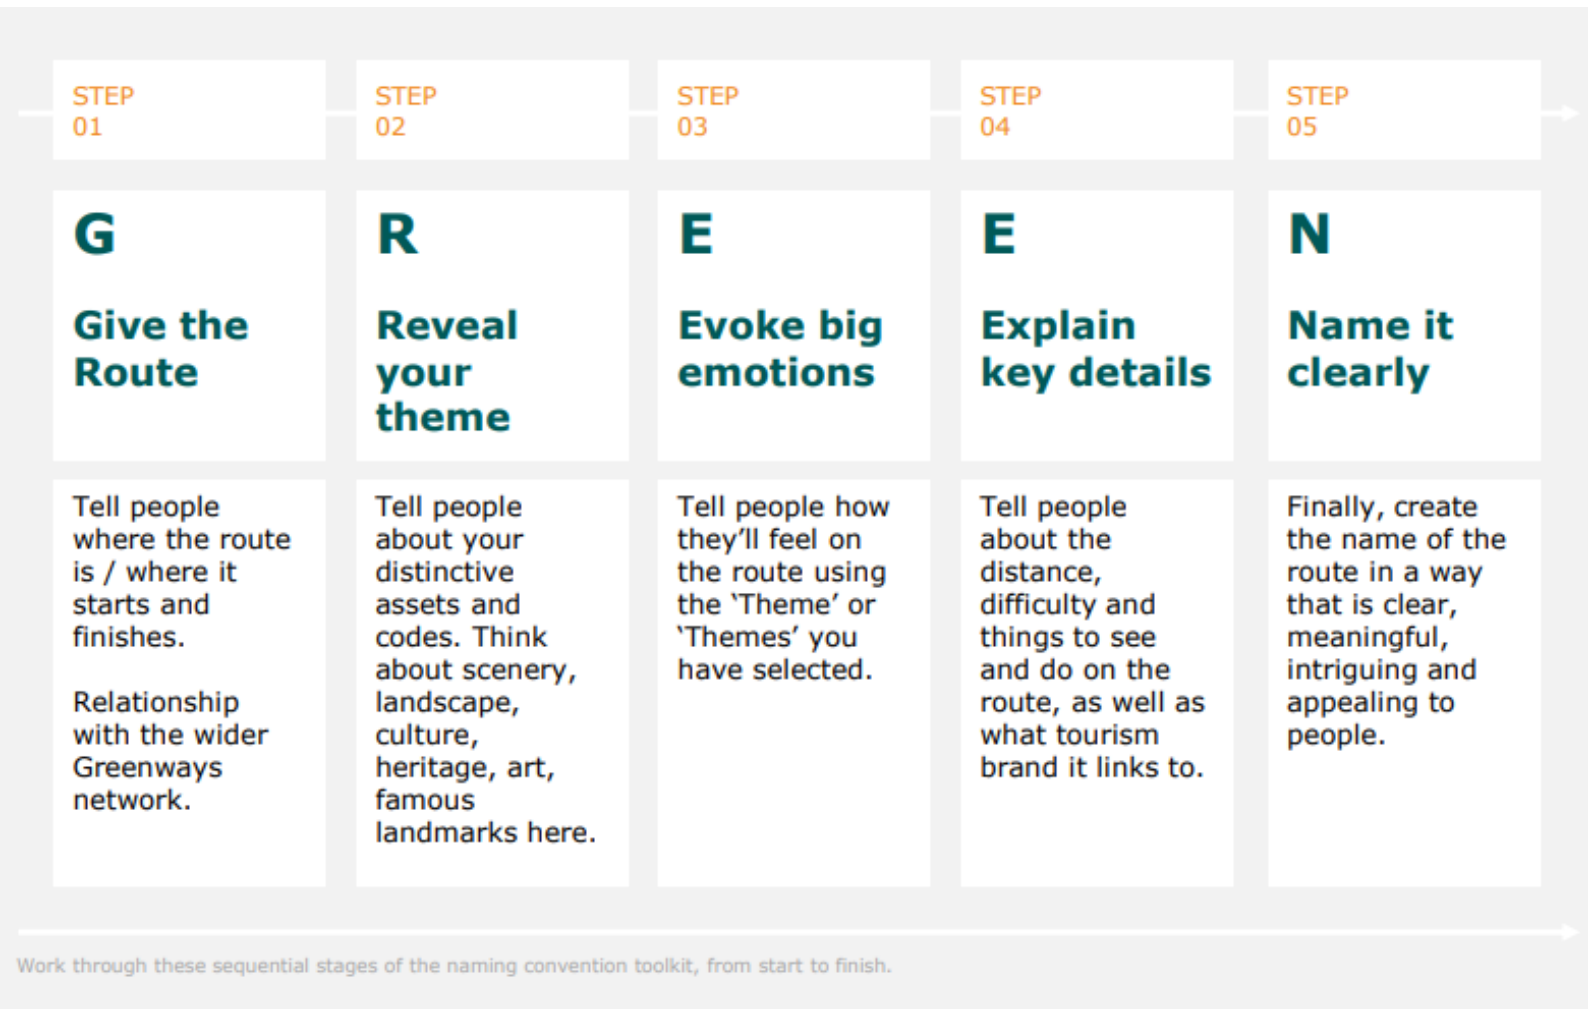 STEP
01
STEP
02
STEP
03
STEP
04
STEP
05
G
Give the
Route
R
Reveal
your
theme
E
Evoke big
emotions
E
Explain
key details
N
Name it
clearly
Tell people
where the route
is / where it
starts and
finishes.
Relationship
with the wider
Greenways
network.
Tell people
about your
distinctive
assets and
codes. Think
about scenery,
landscape,
culture,
heritage, art,
famous
landmarks here.
Tell people how
they’ll feel on
the route using
the ‘Theme’ or
‘Themes’ you
have selected.
Tell people
about the
distance,
difficulty and
things to see
and do on the
route, as well as
what tourism
brand it links to.
Finally, create
the name of the
route in a way
that is clear,
meaningful,
intriguing and
appealing to
people.
Work through these sequential stages of the naming convention toolkit, from start to finish.